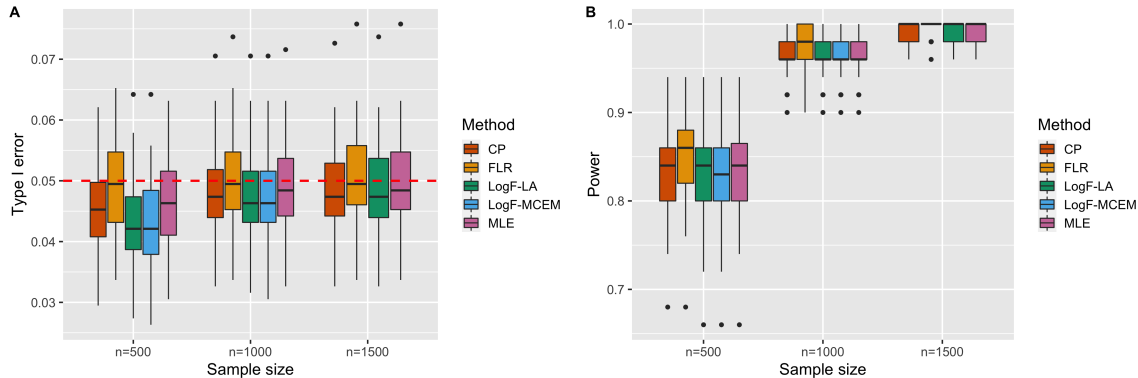 A
Type I error
0.07
0.06
0.05
0.04
0.03
n=500
n=1000
n=1500
Sample size
Method
CP
FLR
LogF-LA
LogF-MCEM
MLE
B
Power
1.0
0.9
0.8
0.7
n=500
n=1000
n=1500
Sample size
Method
CP
FLR
LogF-LA
LogF-MCEM
MLE